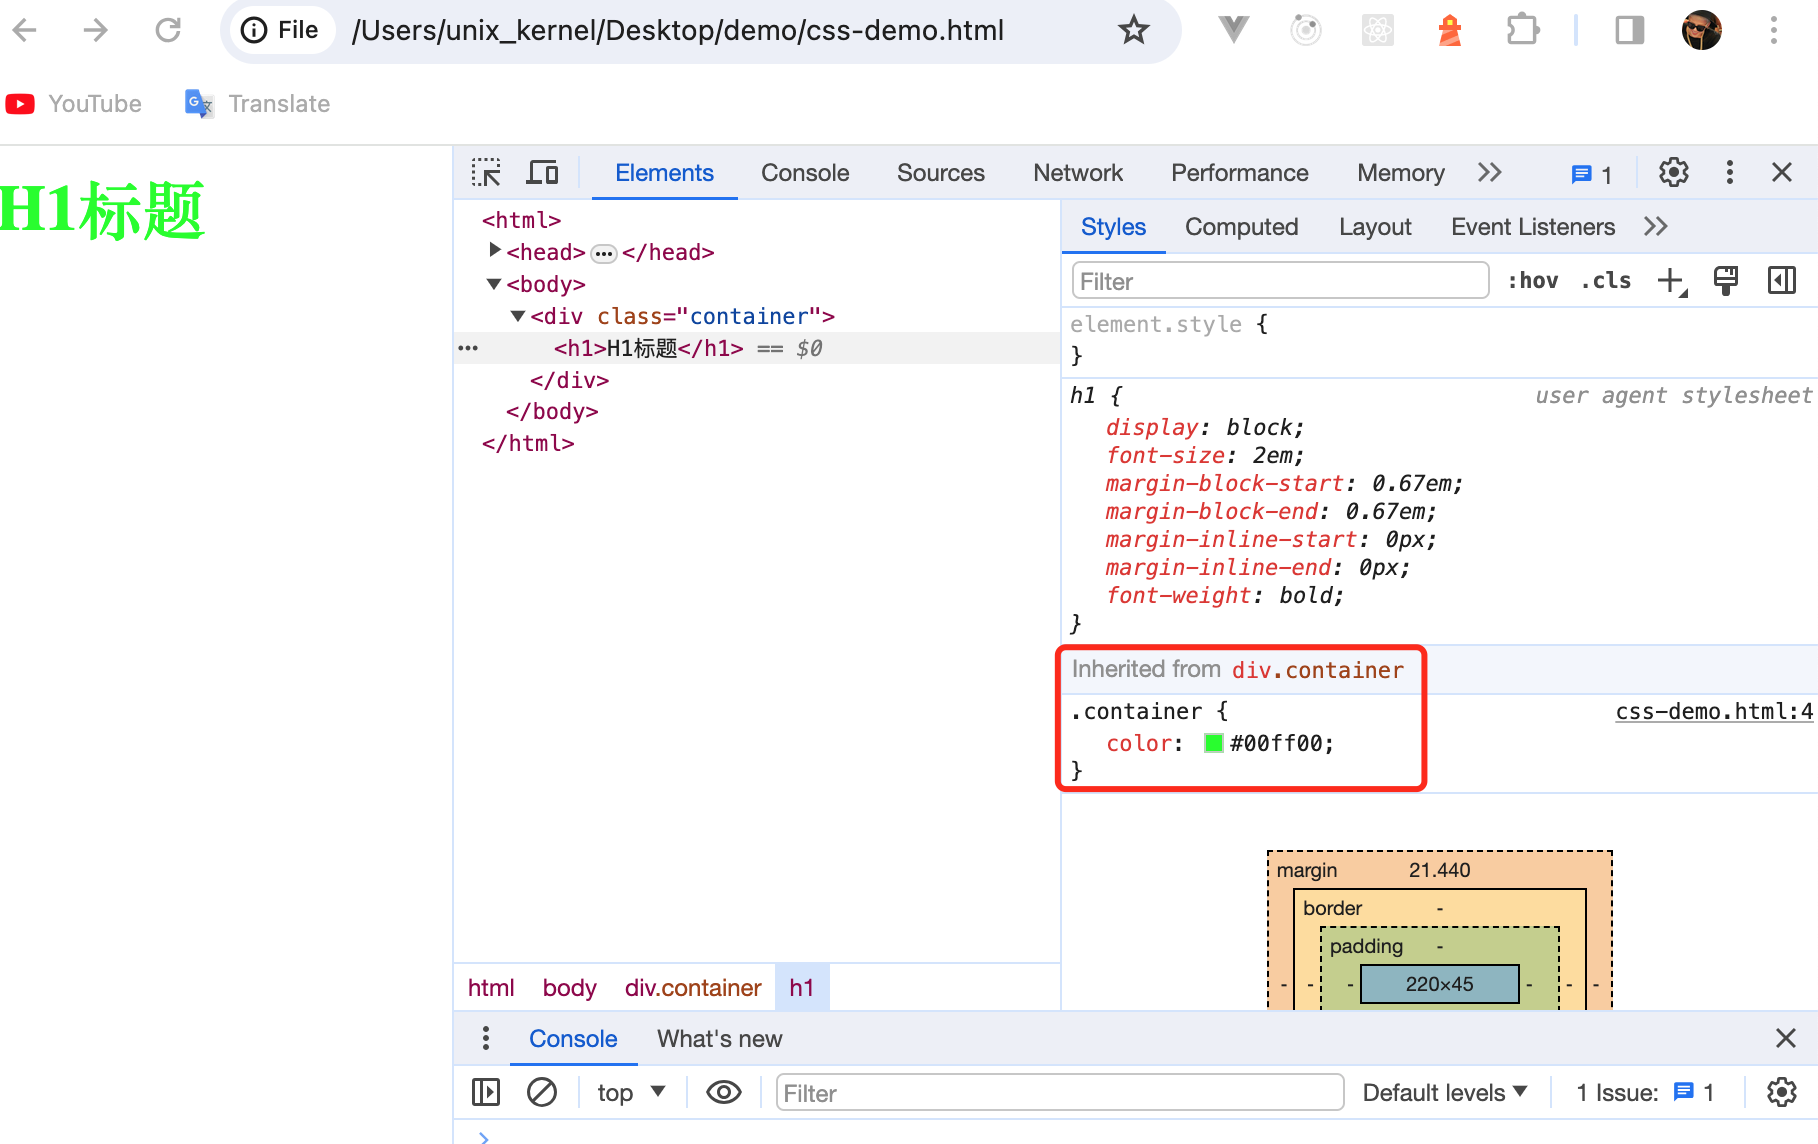 File /Users/unix_kernel/Desktop/demo/css-demo.html
YouTube Translate
H1标题
Elements Console Sources Network Performance Memory 1
<html>
<head> ••• </head>
<body>
<div class="container">
••• <h1>H1标题</h1> == $0
</div>
</body>
</html>
html body div.container h1
Styles Computed Layout Event Listeners
Filter :hov .cls
element.style {
}
h1 { user agent stylesheet
display: block;
font-size: 2em;
margin-block-start: 0.67em;
margin-block-end: 0.67em;
margin-inline-start: 0px;
margin-inline-end: 0px;
font-weight: bold;
}
Inherited from div.container
.container { css-demo.html:4
color: #00ff00;
}
margin 21.440
border -
padding -
- - - 220×45 - - -
Console What's new
top Filter Default levels 1 Issue: 1